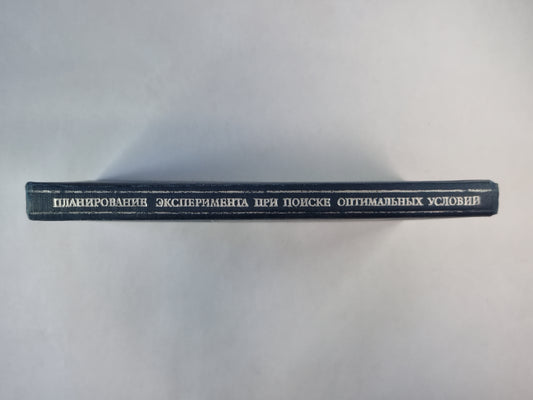 ПЛАНИРОВАНИЕ ЭКСПЕРИМЕНТА ПРИ ПОИСКЕ ОПТИМАЛЬНЫХ УСЛОВИЙ